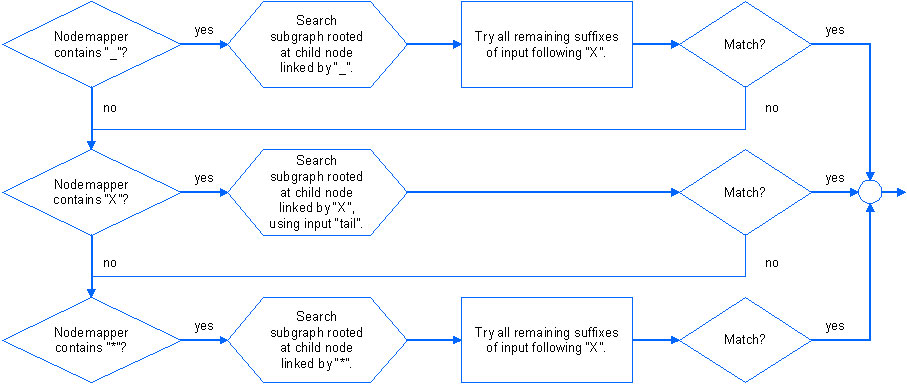 Nodemapper
contains "_"?
yes
Search
subgraph rooted
at child node
linked by "_".
Try all remaining suffixes
of input following "X".
Match?
yes
no
no
Nodemapper
contains "X"?
yes
Search
subgraph rooted
at child node
linked by "X",
using input "tail".
Match?
yes
no
no
Nodemapper
contains "*"?
yes
Search
subgraph rooted
at child node
linked by "*".
Try all remaining suffixes
of input following "X".
Match?
yes